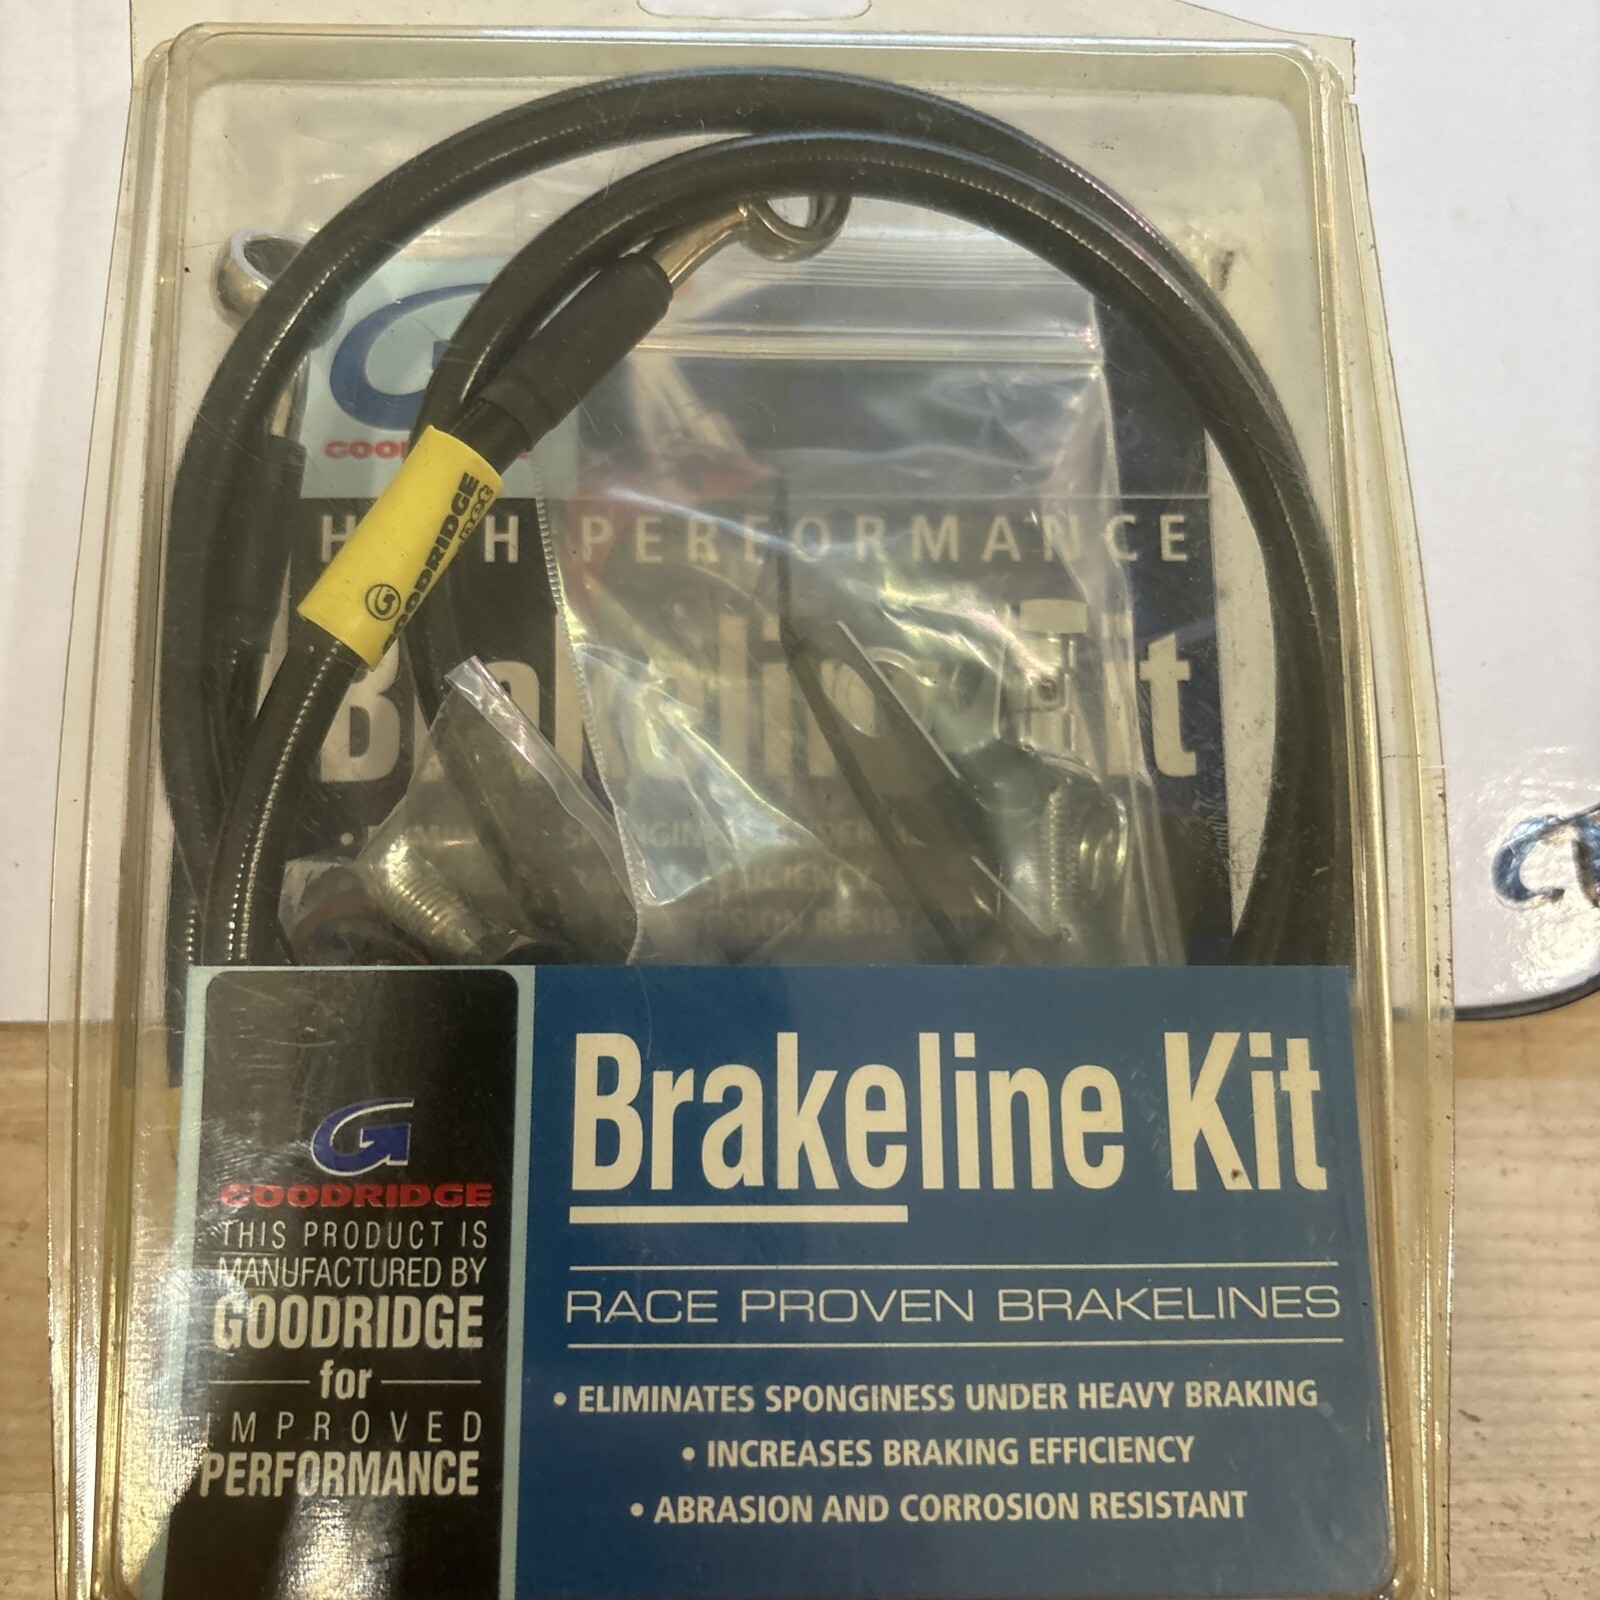 GOODRIDGE
.net
PERFORMANCE
GOODRIDGE
THIS PRODUCT IS
MANUFACTURED BY
GOODRIDGE
for
IMPROVED
PERFORMANCE
Brakeline Kit
RACE PROVEN BRAKELINES
• ELIMINATES SPONGINESS UNDER HEAVY BRAKING
• INCREASES BRAKING EFFICIENCY
• ABRASION AND CORROSION RESISTANT